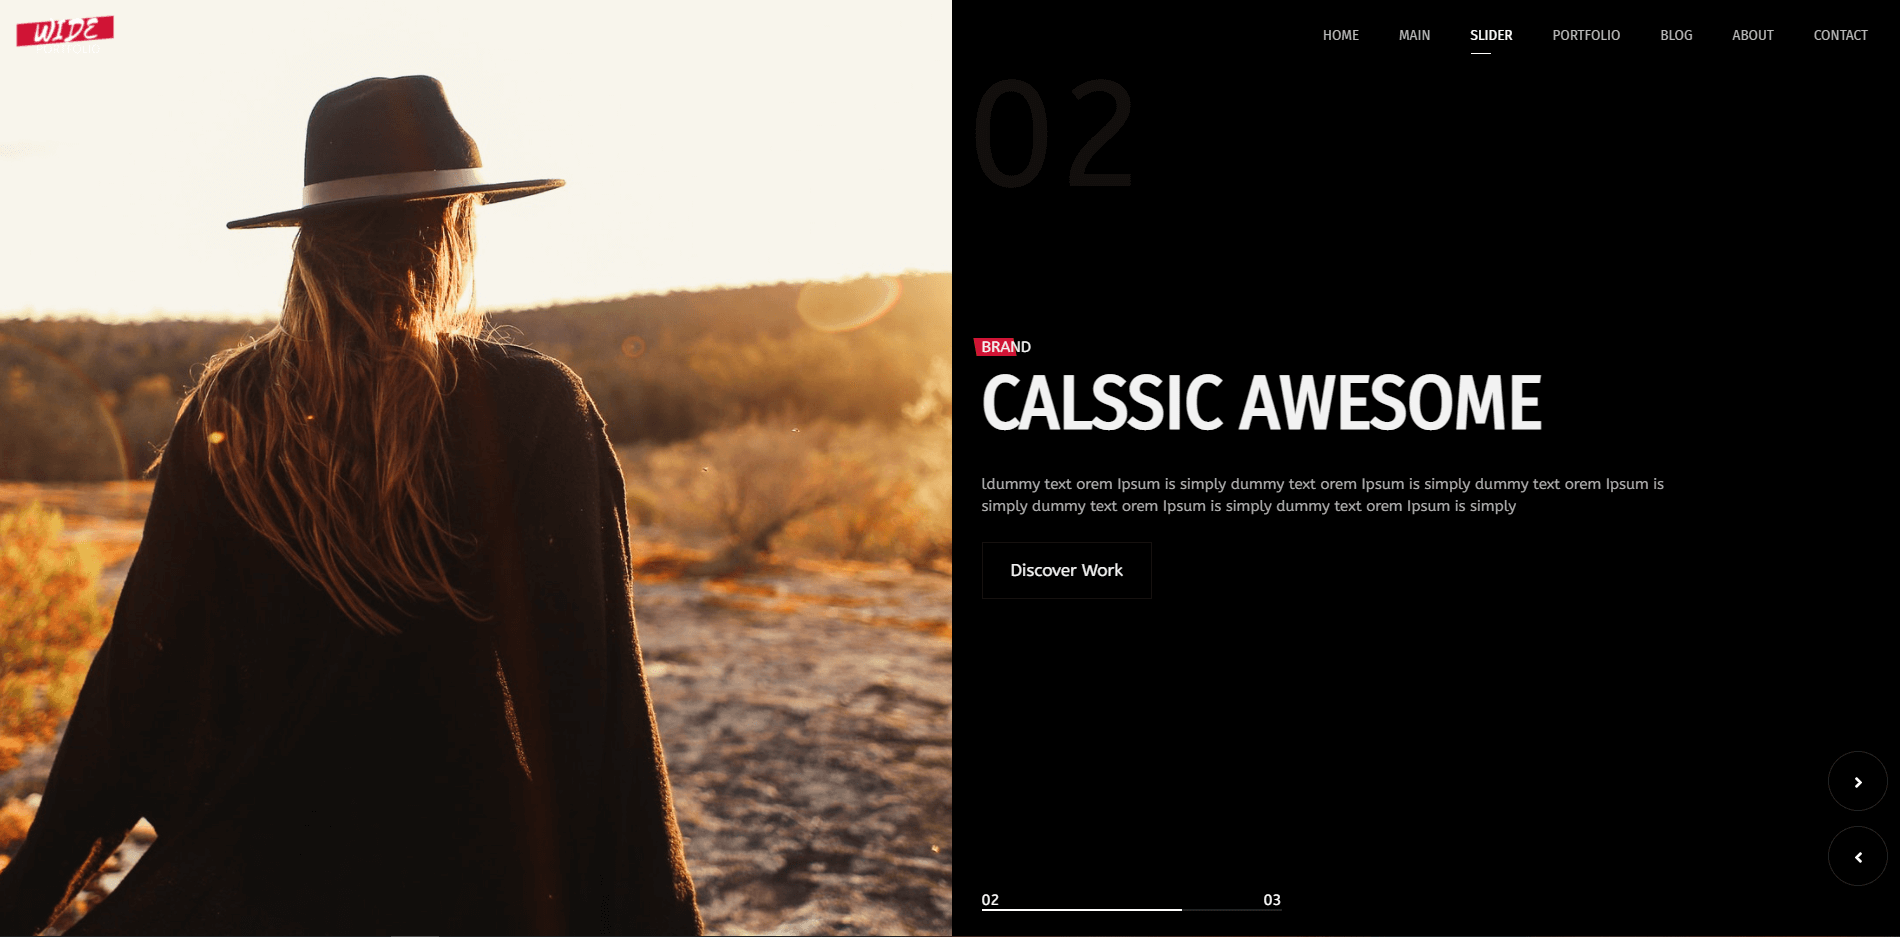 WIDE
HOME MAIN SLIDER PORTFOLIO BLOG ABOUT CONTACT
02
BRAND
CALSSIC AWESOME
ldummy text orem Ipsum is simply dummy text orem Ipsum is simply dummy text orem Ipsum is
simply dummy text orem Ipsum is simply dummy text orem Ipsum is simply
Discover Work
02 03